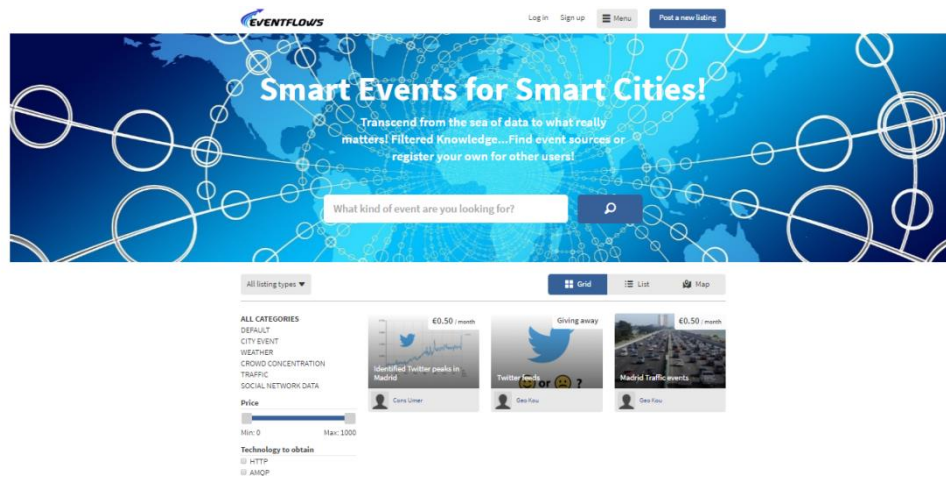 EVENTFLOWS
Log in Sign up Menu Post a new listing
Smart Events for Smart Cities!
Transcend from the sea of data to what really
matters! Filtered Knowledge...Find event sources or
register your own for other users!
What kind of event are you looking for?
All listing types ▼
Grid List Map
ALL CATEGORIES
DEFAULT
CITY EVENT
WEATHER
CROWD CONCENTRATION
TRAFFIC
SOCIAL NETWORK DATA
Price
Min: 0 Max: 1000
Technology to obtain
HTTP
AMQP
€0.50 / month
Identified Twitter peaks in
Madrid
Cons Umer
Giving away
or ?
Twitter feeds
Geo Kou
€0.50 / month
Madrid Traffic events
Geo Kou